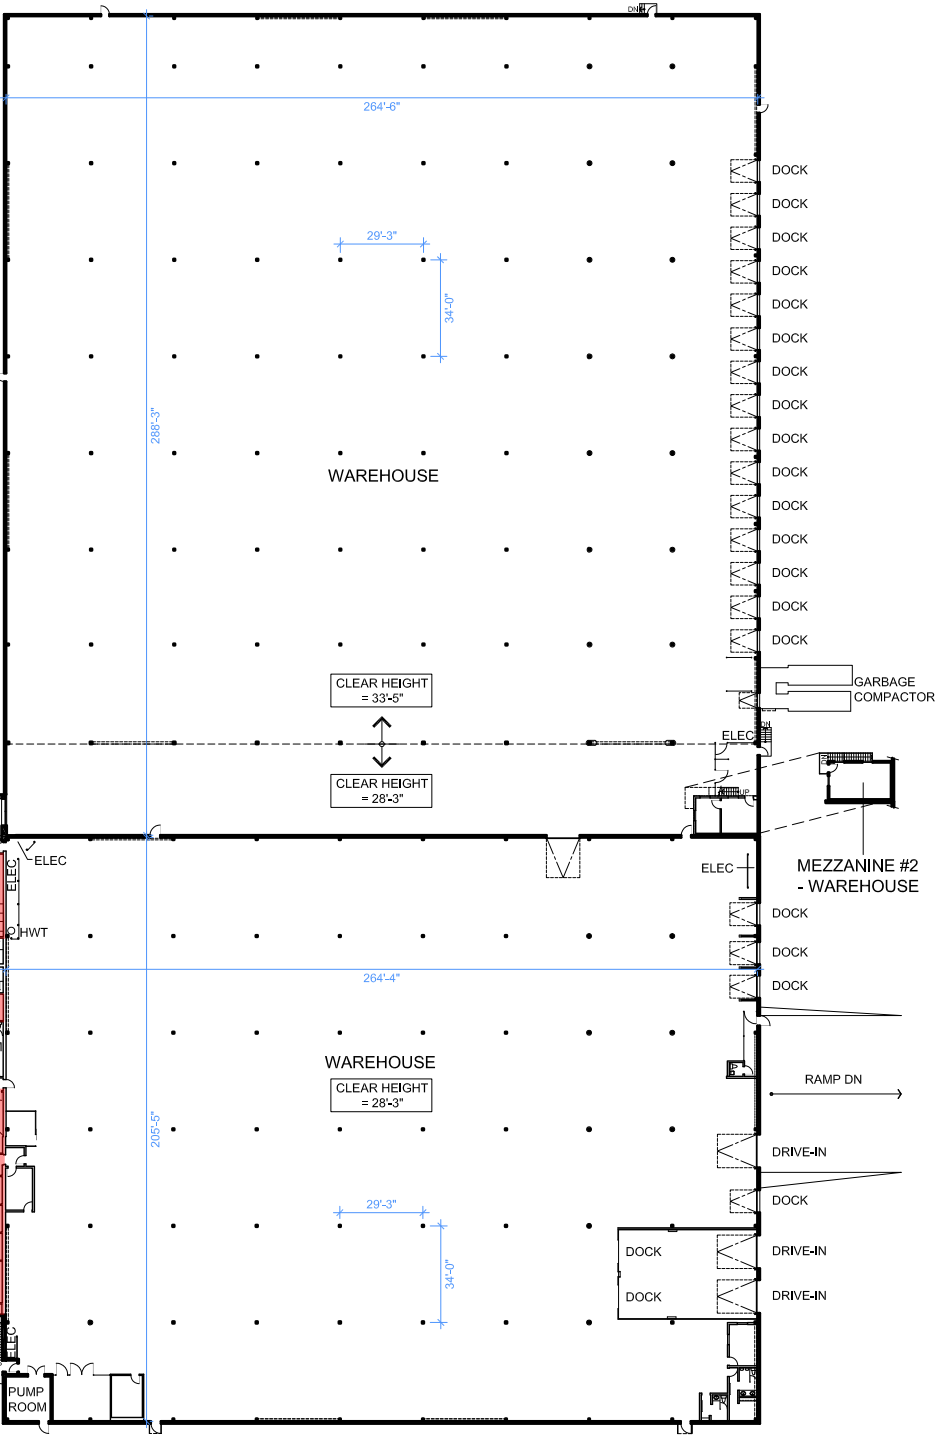 DN
264'-6"
DOCK
DOCK
DOCK
29'-3"
DOCK
34'-0"
DOCK
DOCK
DOCK
DOCK
288'-3"
DOCK
WAREHOUSE
DOCK
DOCK
DOCK
DOCK
DOCK
DOCK
CLEAR HEIGHT
= 33'-5"
GARBAGE
COMPACTOR
DN
ELEC
CLEAR HEIGHT
= 28'-3"
UP
DN
MEZZANINE #2
- WAREHOUSE
ELEC
ELEC
ELEC
HWT
DOCK
DOCK
264'-4"
DOCK
WAREHOUSE
CLEAR HEIGHT
= 28'-3"
RAMP DN
205'-5"
DRIVE-IN
29'-3"
DOCK
34'-0"
DOCK
DRIVE-IN
DOCK
DRIVE-IN
ELEC
PUMP
ROOM